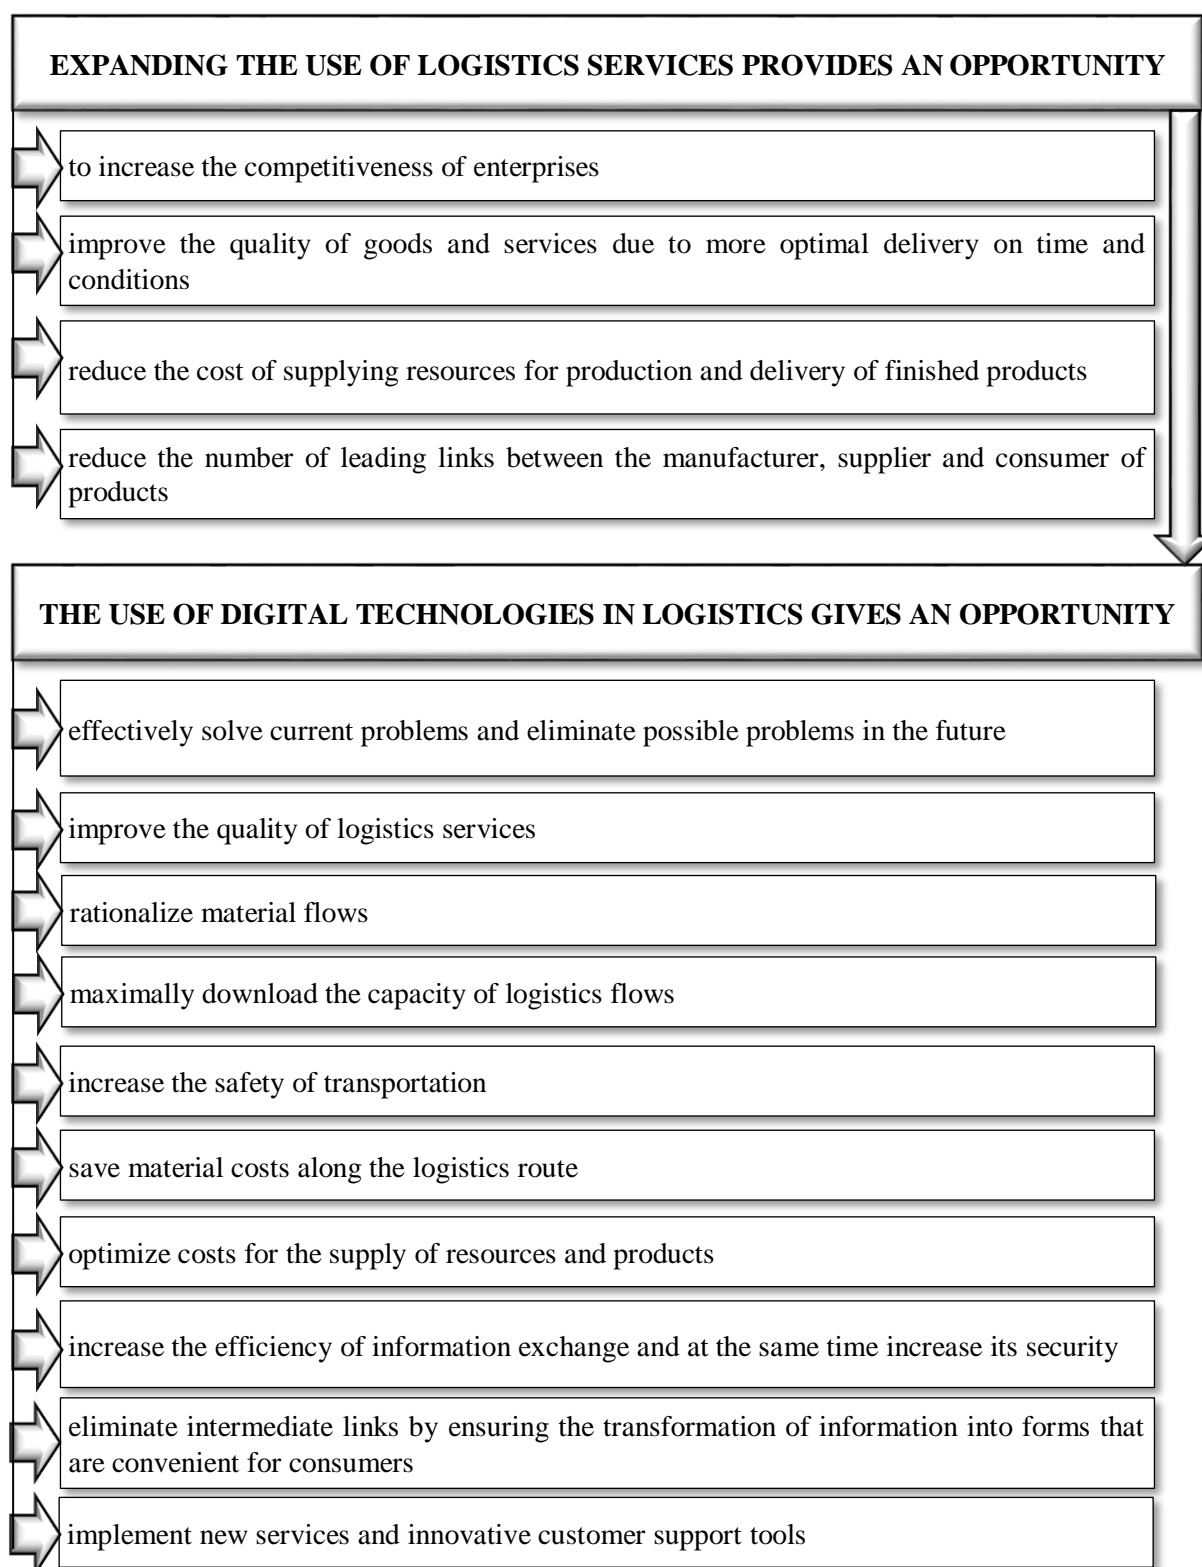 EXPANDING THE USE OF LOGISTICS SERVICES PROVIDES AN OPPORTUNITY
to increase the competitiveness of enterprises
improve the quality of goods and services due to more optimal delivery on time and
conditions
reduce the cost of supplying resources for production and delivery of finished products
reduce the number of leading links between the manufacturer, supplier and consumer of
products
THE USE OF DIGITAL TECHNOLOGIES IN LOGISTICS GIVES AN OPPORTUNITY
effectively solve current problems and eliminate possible problems in the future
improve the quality of logistics services
rationalize material flows
maximally download the capacity of logistics flows
increase the safety of transportation
save material costs along the logistics route
optimize costs for the supply of resources and products
increase the efficiency of information exchange and at the same time increase its security
eliminate intermediate links by ensuring the transformation of information into forms that
are convenient for consumers
implement new services and innovative customer support tools